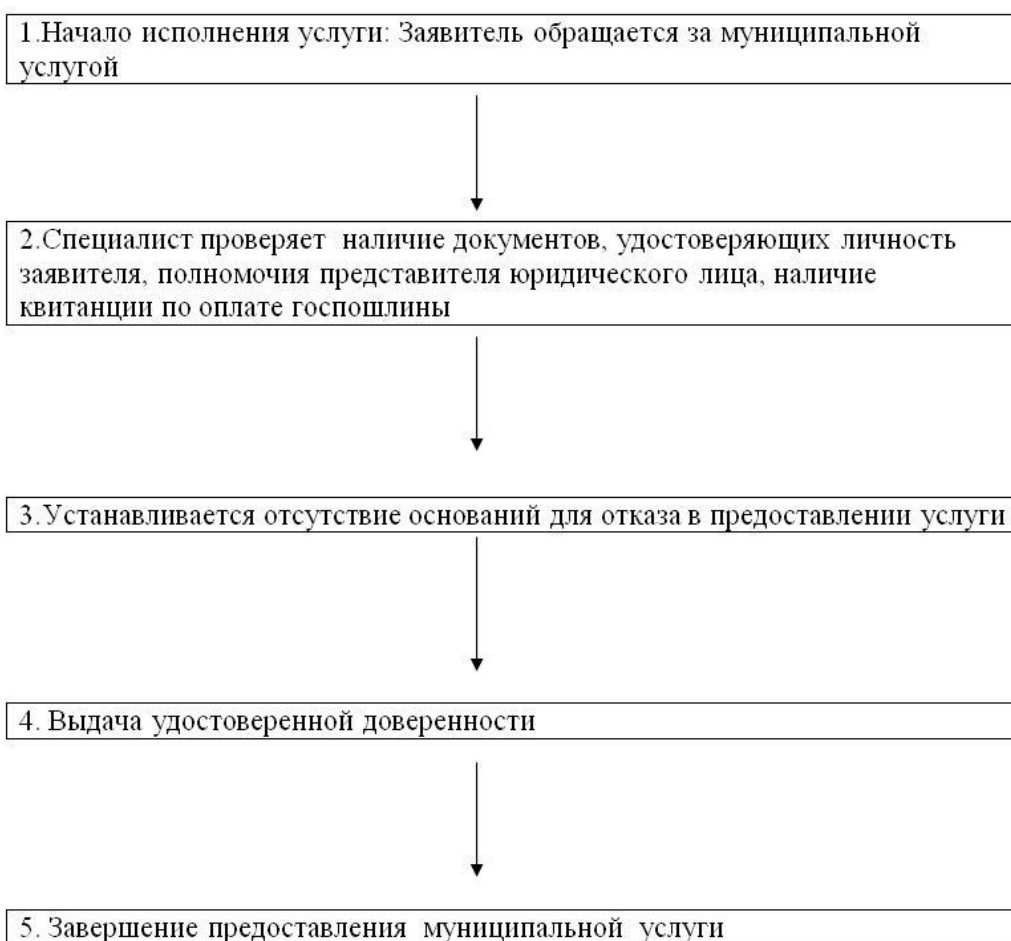 1.Начало исполнения услуги: Заявитель обращается за муниципальной
услугой
2.Специалист проверяет наличие документов, удостоверяющих личность
заявителя, полномочия представителя юридического лица, наличие
квитанции по оплате госпошлины
3.Устанавливается отсутствие оснований для отказа в предоставлении услуги
4. Выдача удостоверенной доверенности
5. Завершение предоставления муниципальной услуги